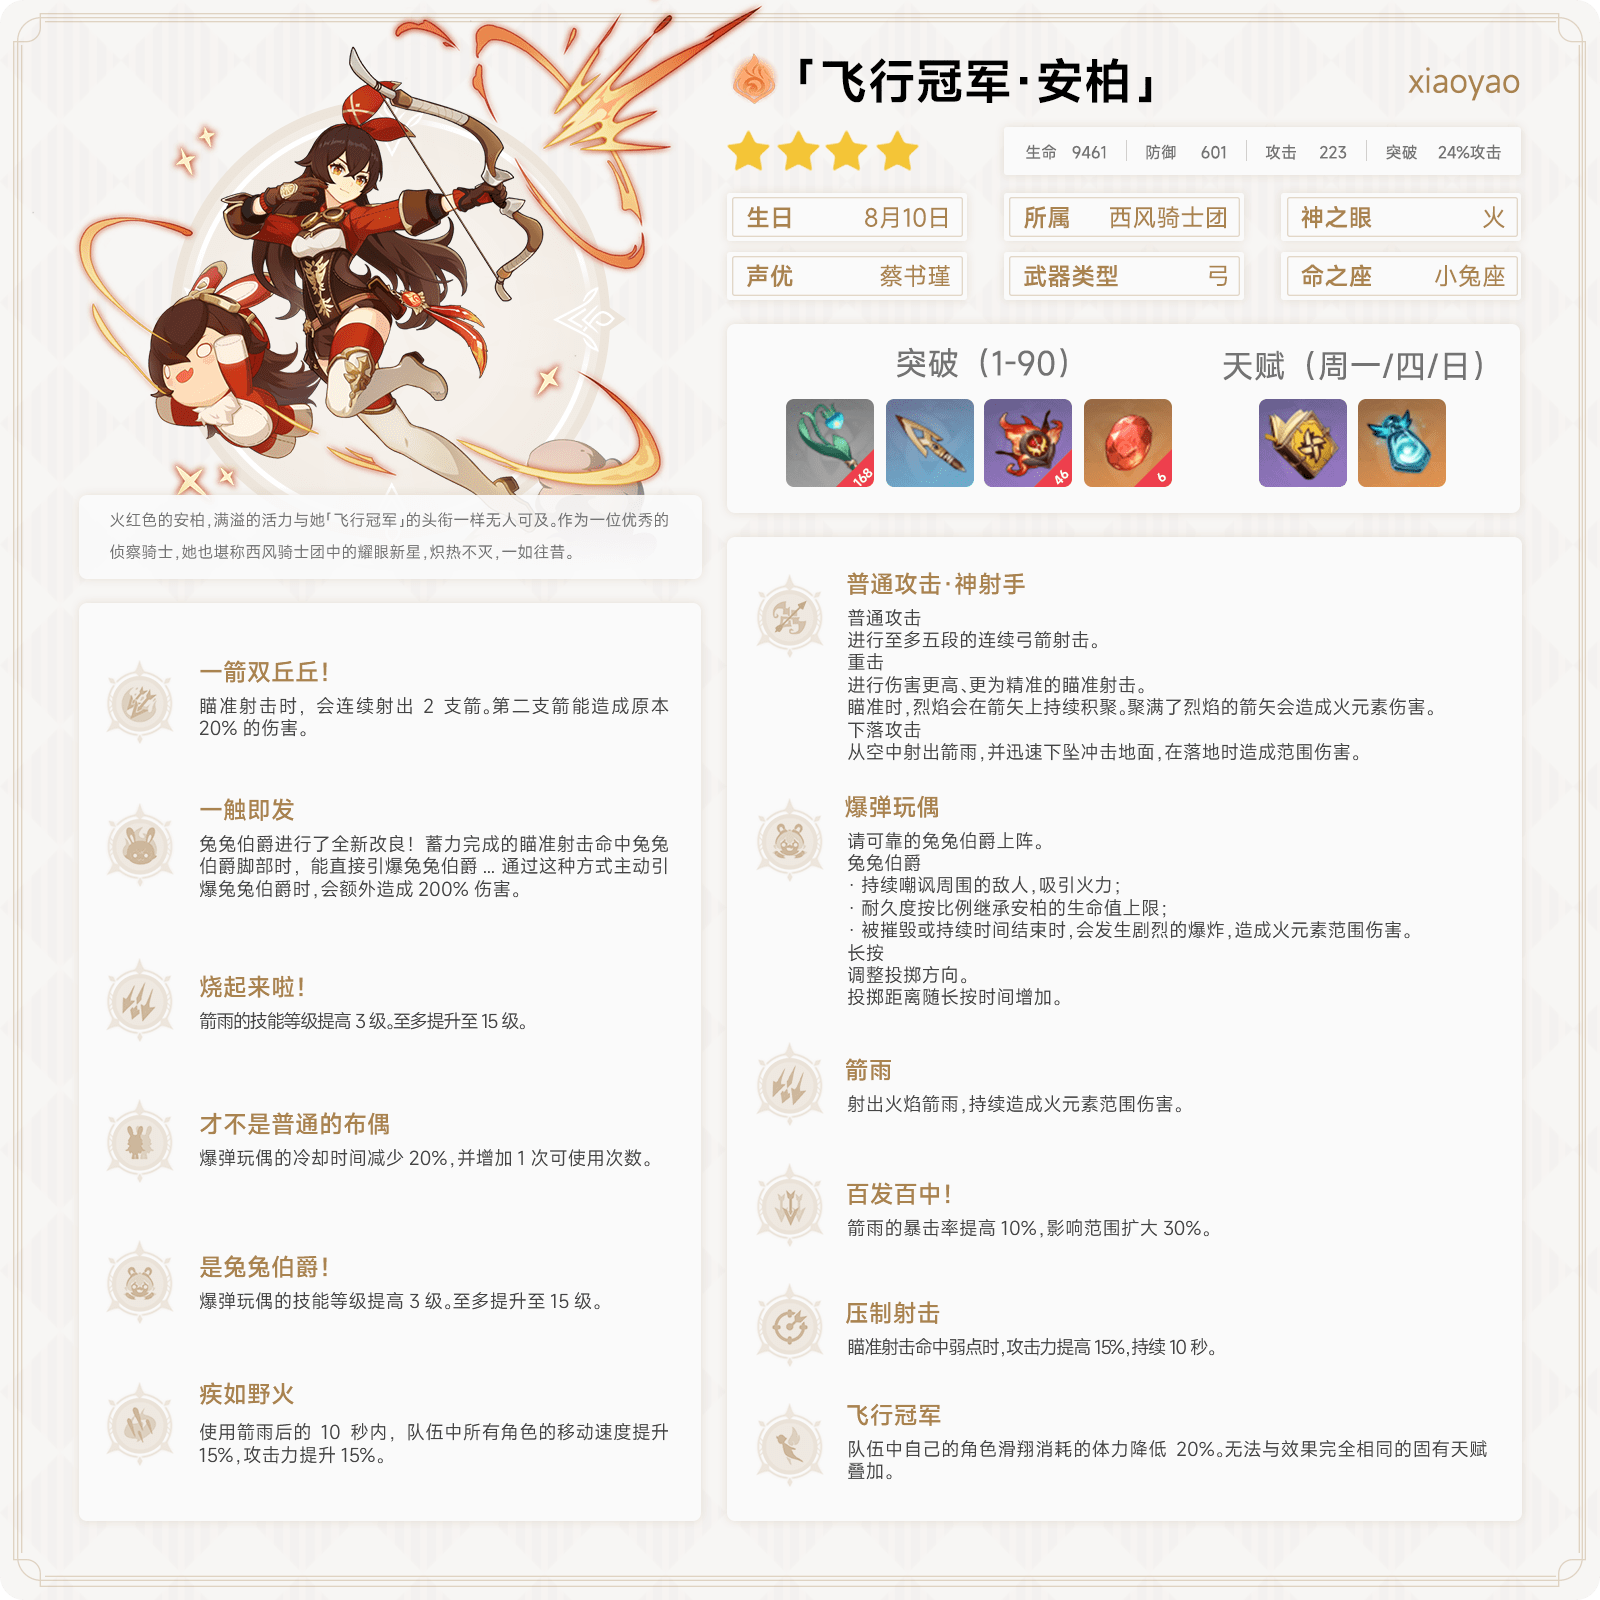 「飞行冠军·安柏」
xiaoyao
生命 9461 防御 601 攻击 223 突破 24%攻击
生日 8月10日
所属 西风骑士团
神之眼 火
声优 蔡书瑾
武器类型 弓
命之座 小兔座
突破（1-90）
天赋（周一/四/日）
168
46
6
火红色的安柏,满溢的活力与她「飞行冠军」的头衔一样无人可及。作为一位优秀的
侦察骑士,她也堪称西风骑士团中的耀眼新星,炽热不灭,一如往昔。
一箭双丘丘！
瞄准射击时，会连续射出 2 支箭。第二支箭能造成原本
20% 的伤害。
一触即发
兔兔伯爵进行了全新改良！蓄力完成的瞄准射击命中兔兔
伯爵脚部时，能直接引爆兔兔伯爵 ... 通过这种方式主动引
爆兔兔伯爵时,会额外造成 200% 伤害。
烧起来啦！
箭雨的技能等级提高 3 级。至多提升至 15 级。
才不是普通的布偶
爆弹玩偶的冷却时间减少 20%,并增加 1 次可使用次数。
是兔兔伯爵！
爆弹玩偶的技能等级提高 3 级。至多提升至 15 级。
疾如野火
使用箭雨后的 10 秒内，队伍中所有角色的移动速度提升
15%,攻击力提升 15%。
普通攻击·神射手
普通攻击
进行至多五段的连续弓箭射击。
重击
进行伤害更高、更为精准的瞄准射击。
瞄准时,烈焰会在箭矢上持续积聚。聚满了烈焰的箭矢会造成火元素伤害。
下落攻击
从空中射出箭雨,并迅速下坠冲击地面,在落地时造成范围伤害。
爆弹玩偶
请可靠的兔兔伯爵上阵。
兔兔伯爵
· 持续嘲讽周围的敌人,吸引火力；
· 耐久度按比例继承安柏的生命值上限；
· 被摧毁或持续时间结束时,会发生剧烈的爆炸,造成火元素范围伤害。
长按
调整投掷方向。
投掷距离随长按时间增加。
箭雨
射出火焰箭雨,持续造成火元素范围伤害。
百发百中！
箭雨的暴击率提高 10%,影响范围扩大 30%。
压制射击
瞄准射击命中弱点时,攻击力提高 15%,持续 10 秒。
飞行冠军
队伍中自己的角色滑翔消耗的体力降低 20%。无法与效果完全相同的固有天赋
叠加。